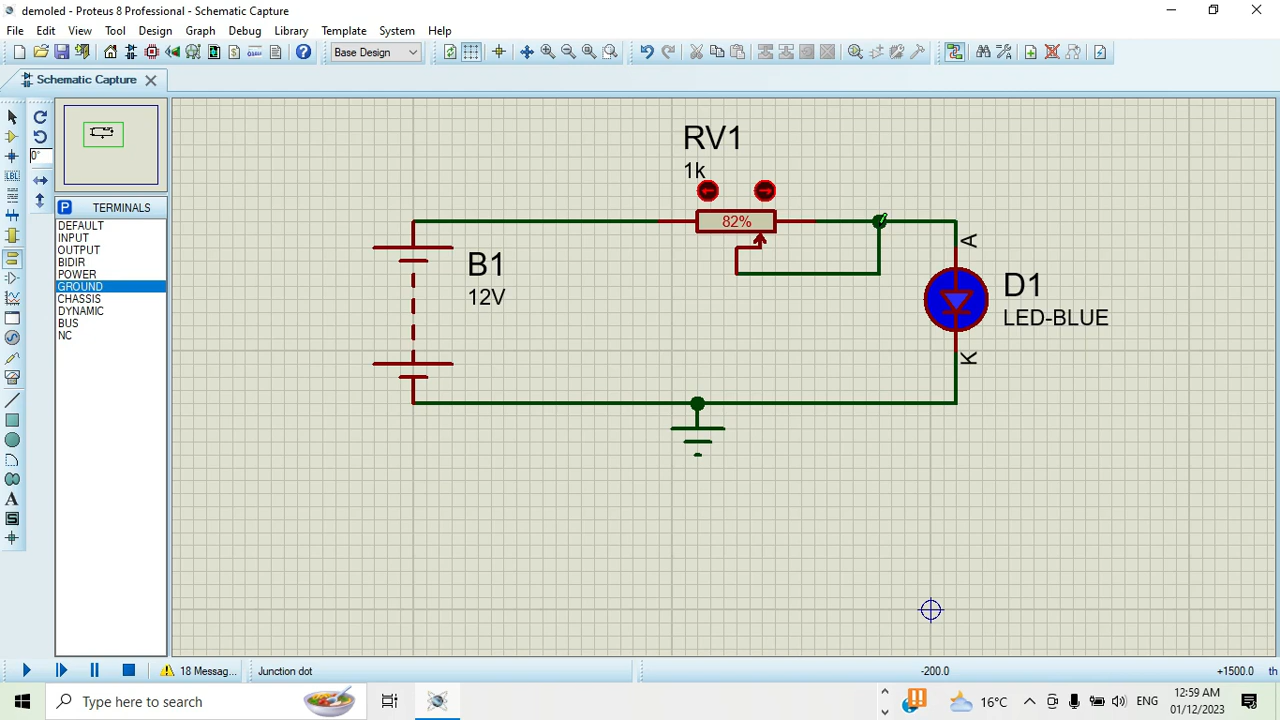 demoled - Proteus 8 Professional - Schematic Capture
File Edit View Tool Design Graph Debug Library Template System Help
Base Design
Schematic Capture
0°
P TERMINALS
DEFAULT
INPUT
OUTPUT
BIDIR
POWER
GROUND
CHASSIS
DYNAMIC
BUS
NC
LBL
A
S
RV1
1k
82%
B1
12V
A
D1
LED-BLUE
K
18 Messag...
Junction dot
-200.0
+1500.0
th
Type here to search
16°C
ENG
12:59 AM
01/12/2023